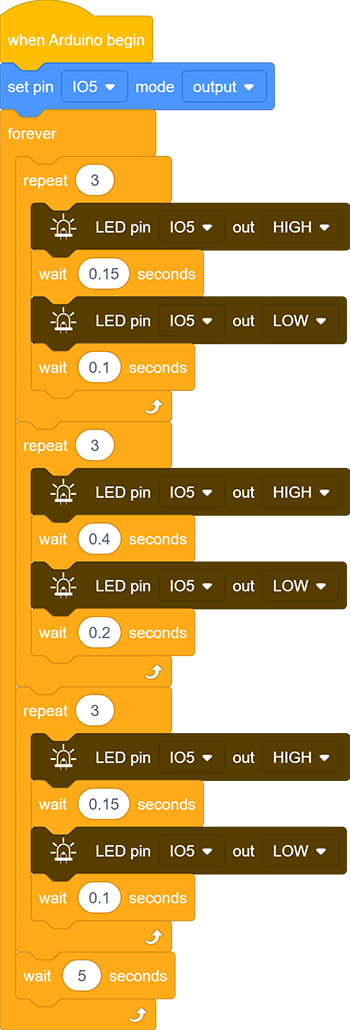 when Arduino begin
set pin IO5 mode output
forever
repeat 3
LED pin IO5 out HIGH
wait 0.15 seconds
LED pin IO5 out LOW
wait 0.1 seconds
repeat 3
LED pin IO5 out HIGH
wait 0.4 seconds
LED pin IO5 out LOW
wait 0.2 seconds
repeat 3
LED pin IO5 out HIGH
wait 0.15 seconds
LED pin IO5 out LOW
wait 0.1 seconds
wait 5 seconds